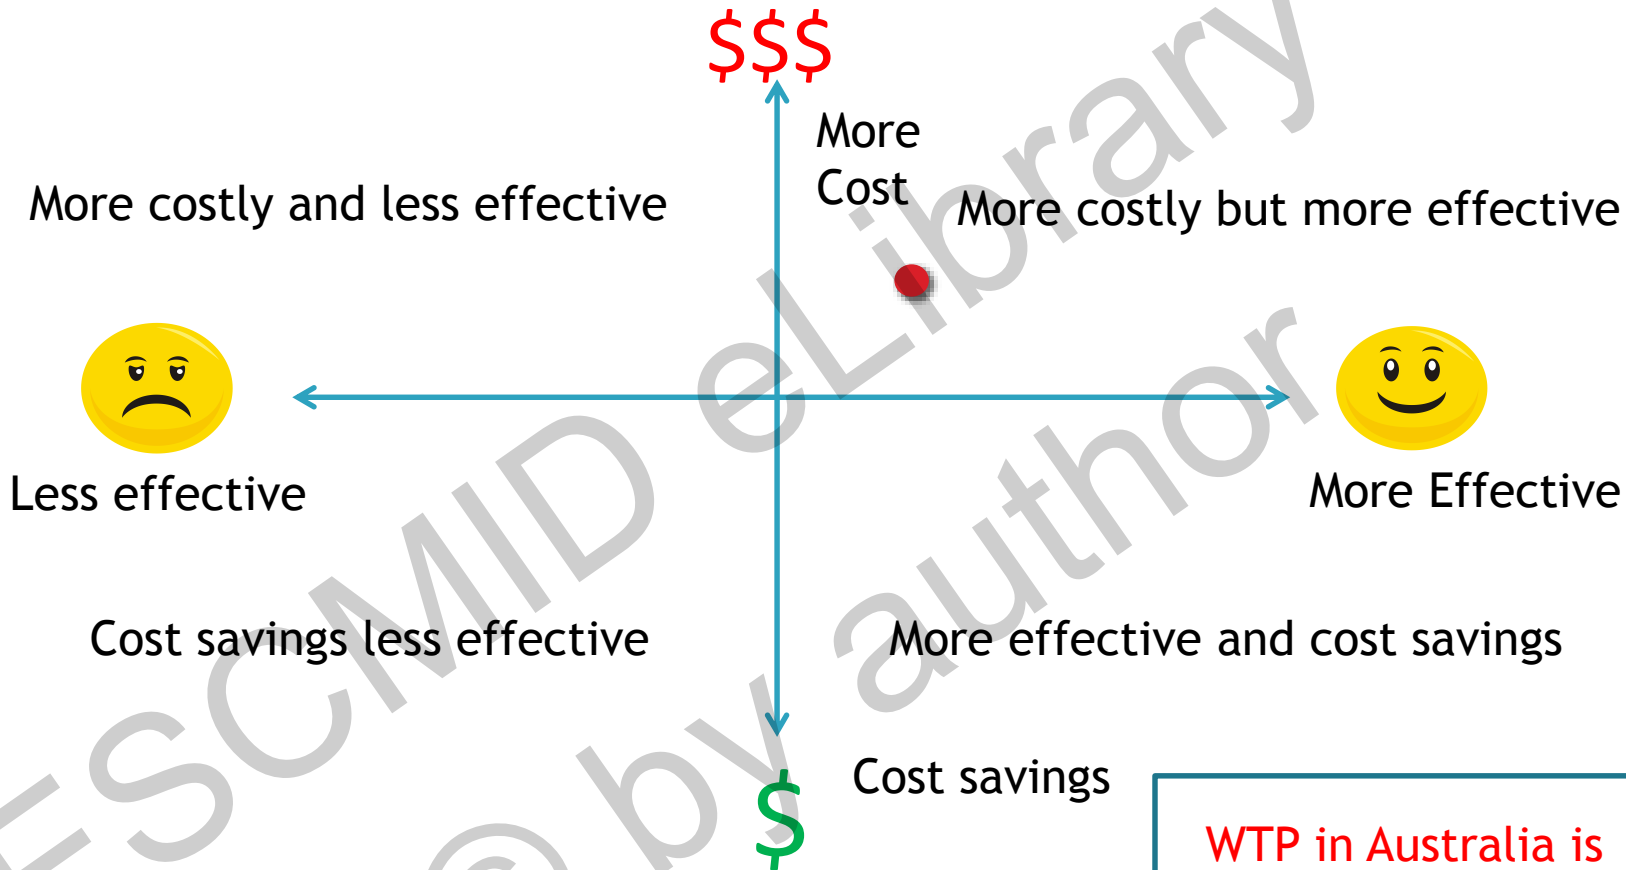 $$$
More
Cost
More costly and less effective
More costly but more effective
Less effective
More Effective
Cost savings less effective
More effective and cost savings
Cost savings
$
WTP in Australia is
ESCMID eLibrary
© by author